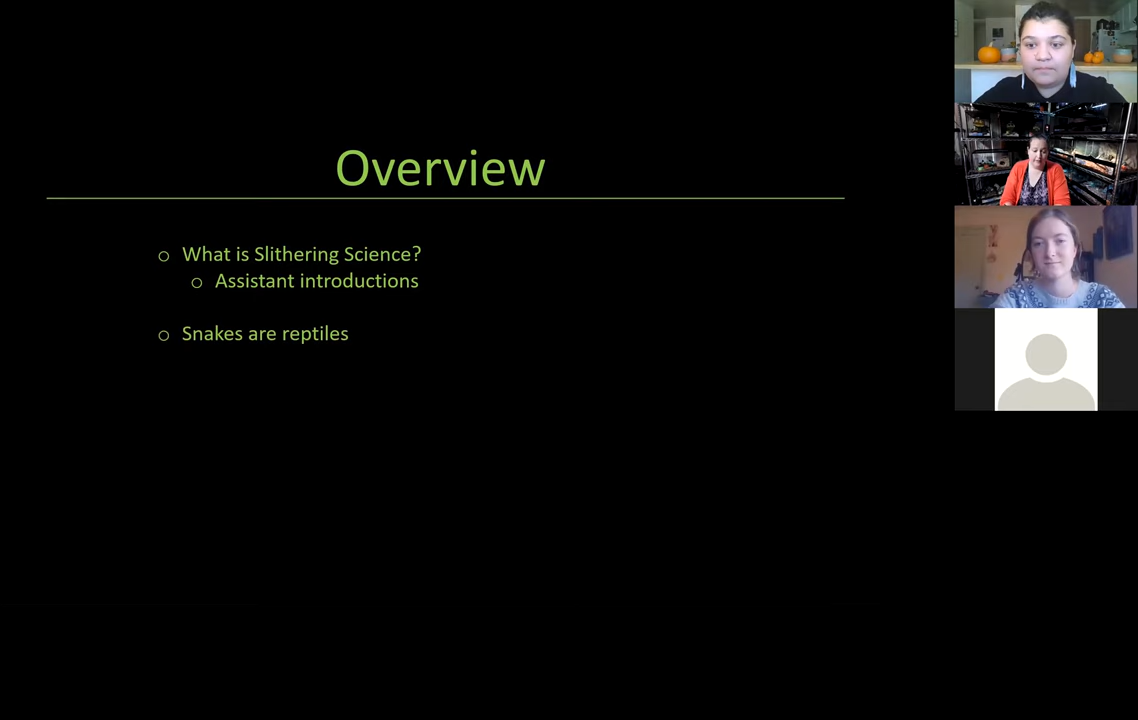 Overview
What is Slithering Science?
Assistant introductions
Snakes are reptiles